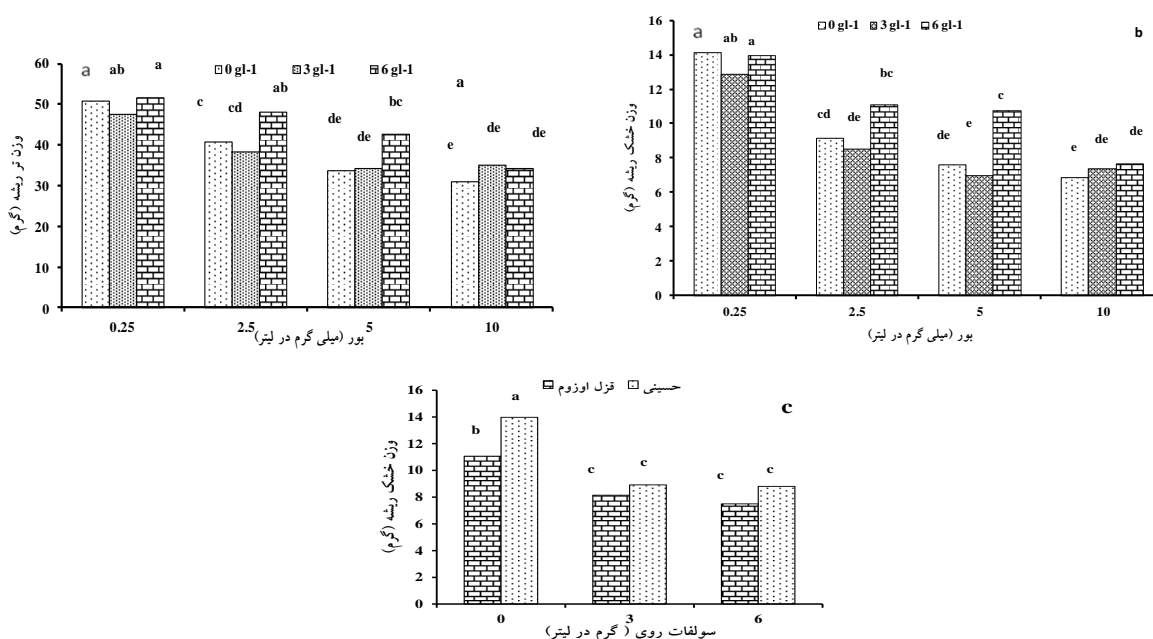 0 gl-1 3 gl-1 6 gl-1
a ab a
c cd ab
de de bc
e de de
a
وزن تر ریشه (گرم)
60
50
40
30
20
10
0
0.25 2.5 5 10
بور (میلی گرم در لیتر)
0 gl-1 3 gl-1 6 gl-1
b
a ab a
cd de bc
de e c
e de de
وزن خشک ریشه (گرم)
16
14
12
10
8
6
4
2
0
0.25 2.5 5 10
بور (میلی گرم در لیتر)
قزل اوزوم حسینی
c
b a
c c
c c
وزن خشک ریشه (گرم)
16
14
12
10
8
6
4
2
0
0 3 6
سولفات روی ( گرم در لیتر)